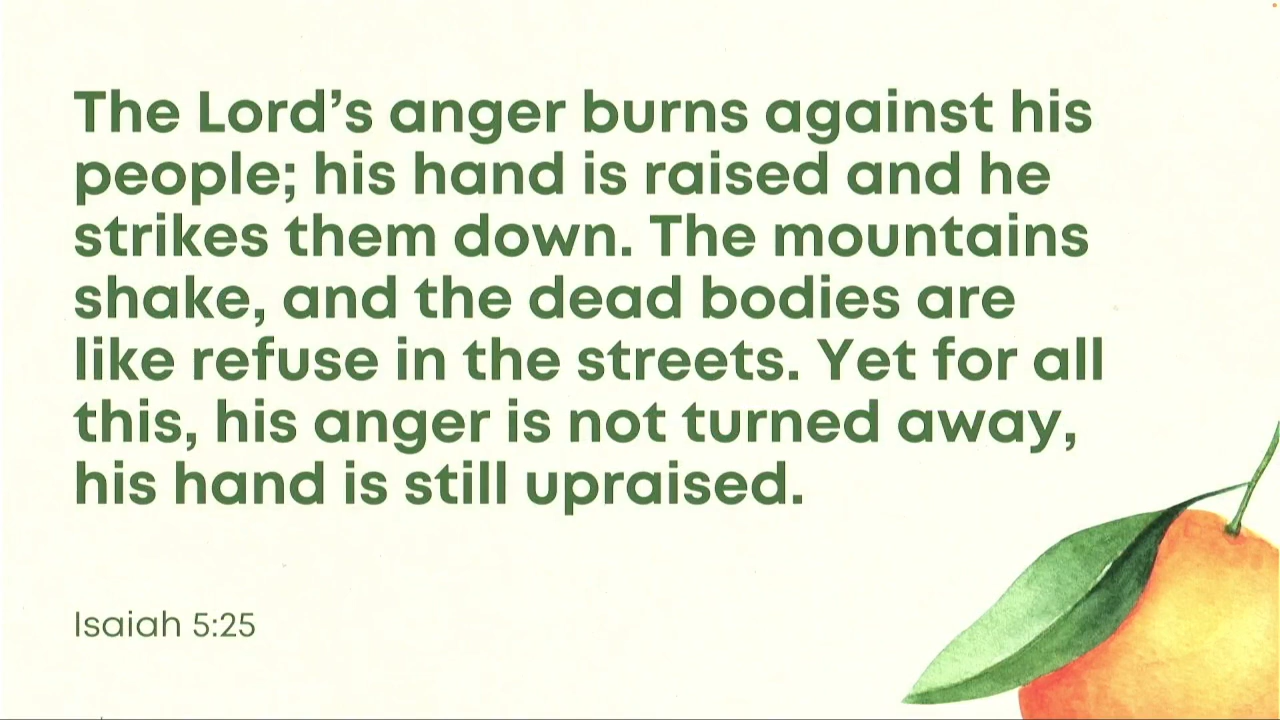 The Lord’s anger burns against his
people; his hand is raised and he
strikes them down. The mountains
shake, and the dead bodies are
like refuse in the streets. Yet for all
this, his anger is not turned away,
his hand is still upraised.
Isaiah 5:25